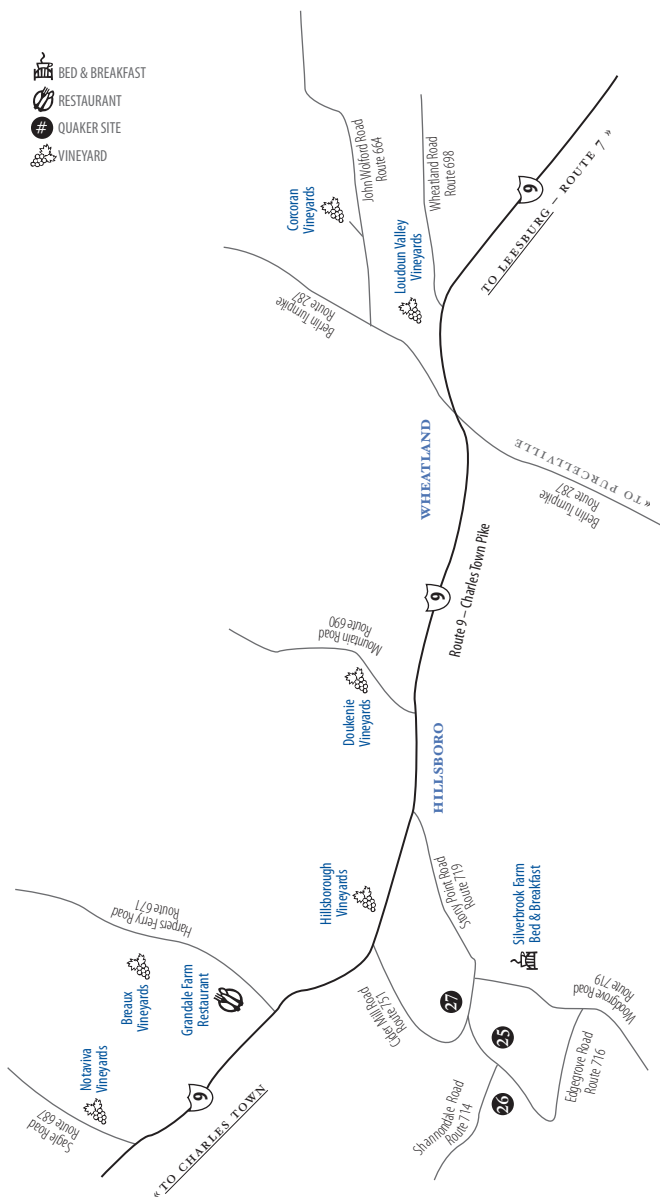 BED & BREAKFAST
RESTAURANT
# QUAKER SITE
VINEYARD
John Wolford Road
Route 664
Wheatland Road
Route 698
9
TO LEESBURG – ROUTE 7 »
Corcoran
Vineyards
Loudoun Valley
Vineyards
Berlin Turnpike
Route 287
WHEATLAND
« TO PURCELLVILLE
Berlin Turnpike
Route 287
9
Route 9 – Charles Town Pike
Mountain Road
Route 690
Doukenie
Vineyards
HILLSBORO
Hillsborough
Vineyards
Stony Point Road
Route 719
Silverbrook Farm
Bed & Breakfast
Harpers Ferry Road
Route 671
Breaux
Vineyards
Grandale Farm
Restaurant
Cider Mill Road
Route 751
27
25
26
Woodgrove Road
Route 719
Edgegrove Road
Route 716
Shannondale Road
Route 714
Notaviva
Vineyards
Sagle Road
Route 687
9
« TO CHARLES TOWN